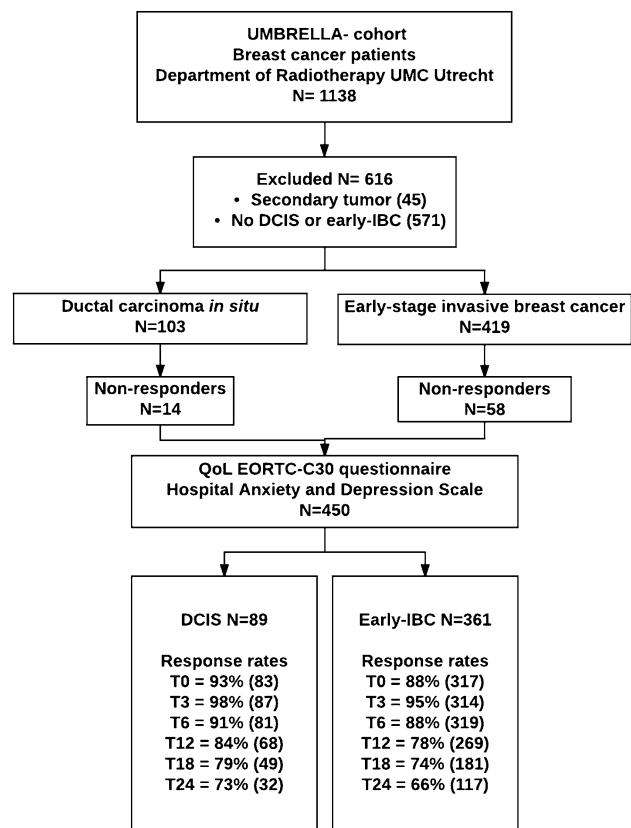 UMBRELLA- cohort
Breast cancer patients
Department of Radiotherapy UMC Utrecht
N= 1138
Excluded N= 616
• Secondary tumor (45)
• No DCIS or early-IBC (571)
Ductal carcinoma in situ
N=103
Early-stage invasive breast cancer
N=419
Non-responders
N=14
Non-responders
N=58
QoL EORTC-C30 questionnaire
Hospital Anxiety and Depression Scale
N=450
DCIS N=89
Response rates
T0 = 93% (83)
T3 = 98% (87)
T6 = 91% (81)
T12 = 84% (68)
T18 = 79% (49)
T24 = 73% (32)
Early-IBC N=361
Response rates
T0 = 88% (317)
T3 = 95% (314)
T6 = 88% (319)
T12 = 78% (269)
T18 = 74% (181)
T24 = 66% (117)